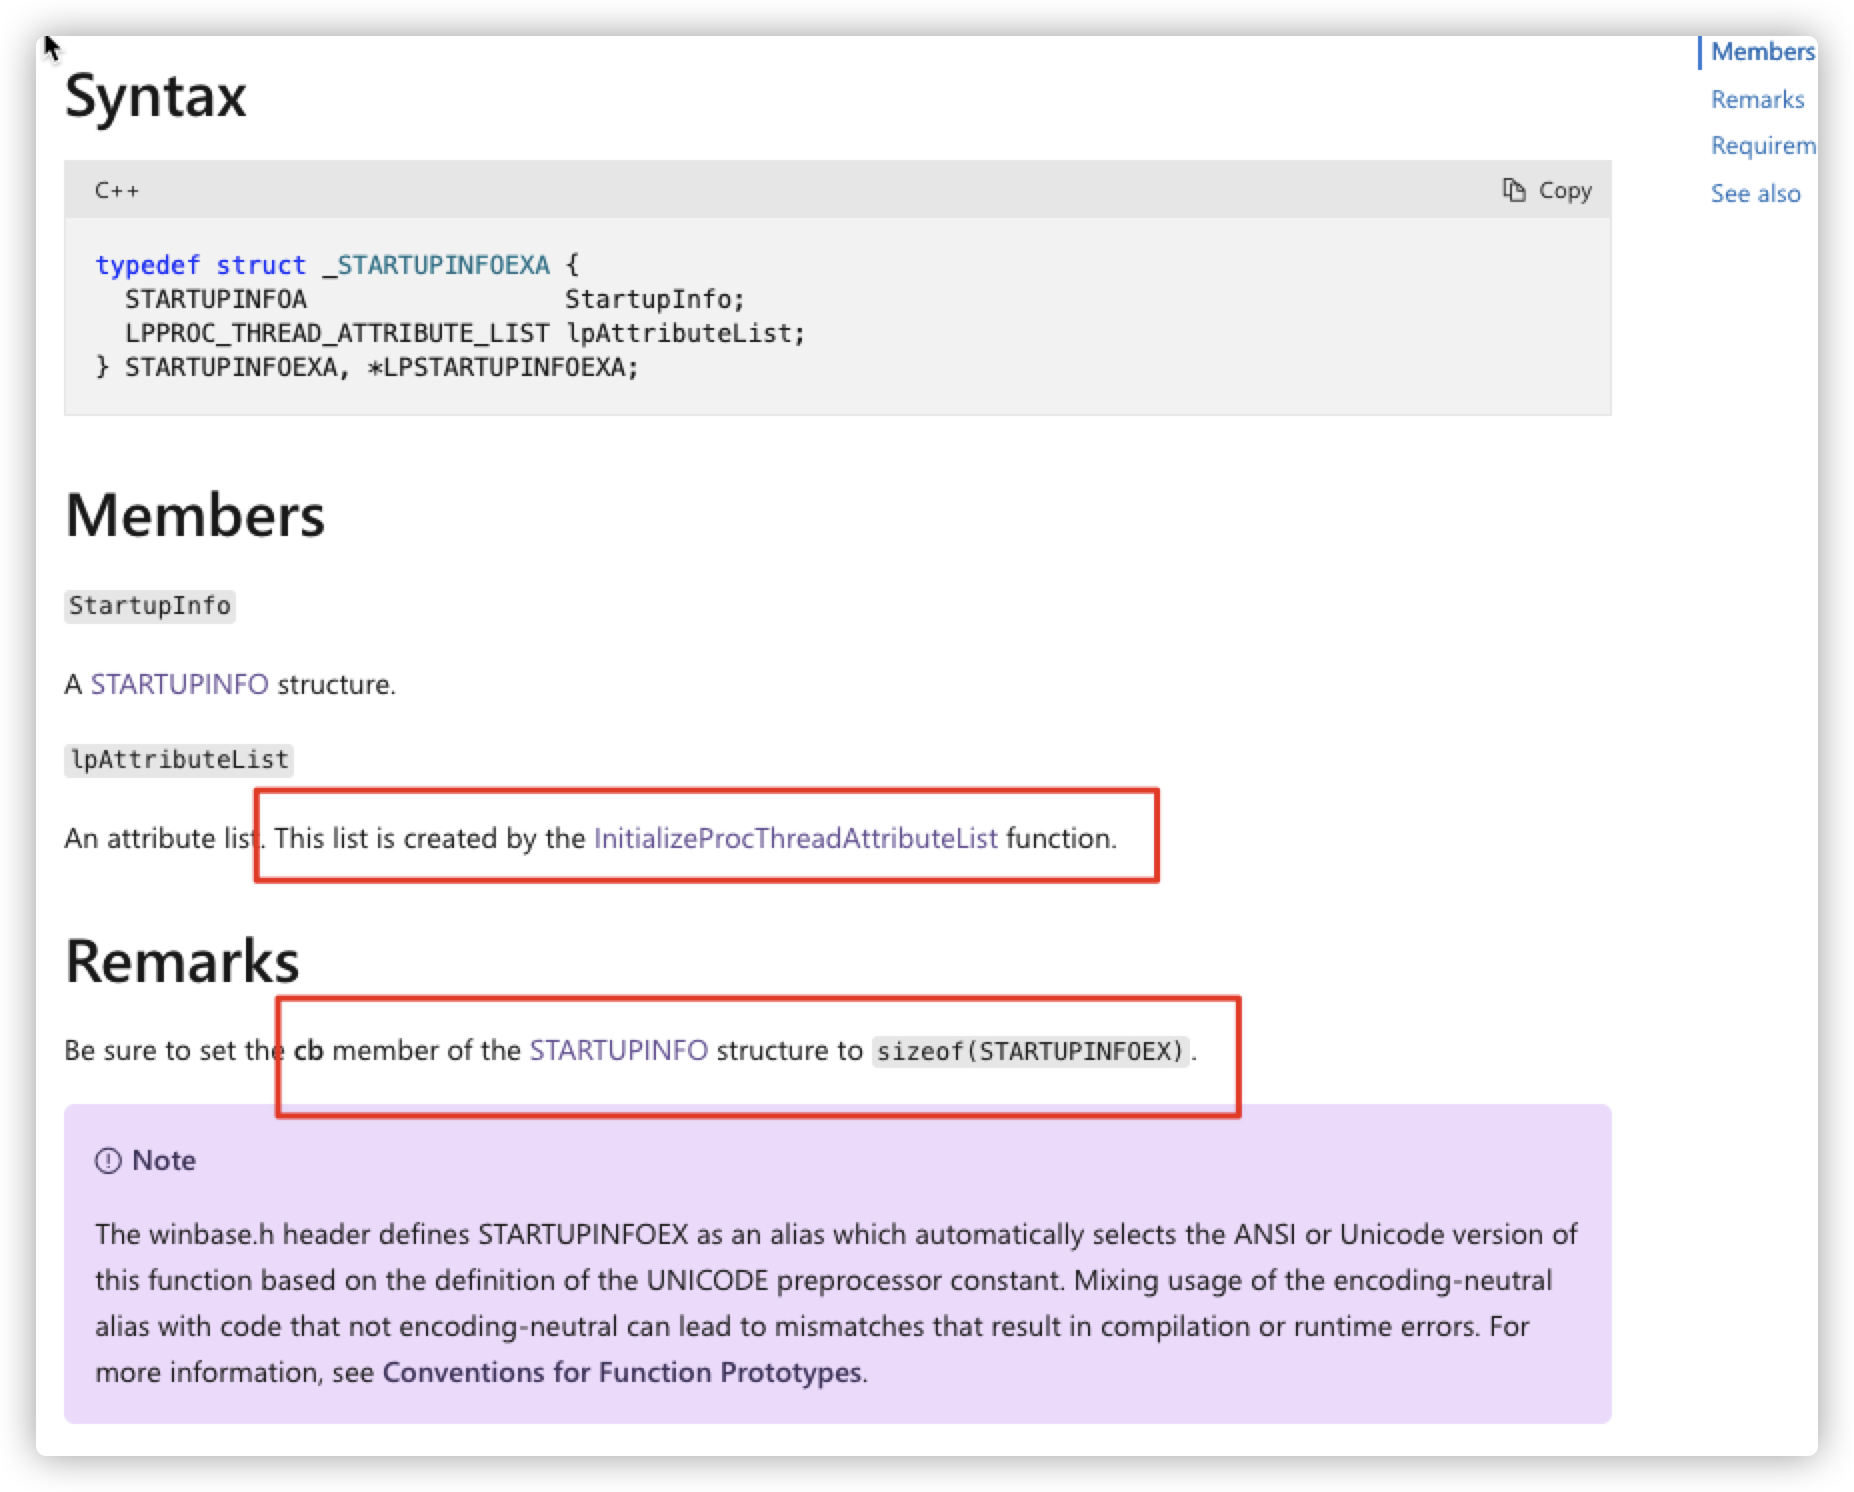 Syntax
C++
Copy
typedef struct _STARTUPINFOEXA {
  STARTUPINFOA                 StartupInfo;
  LPPROC_THREAD_ATTRIBUTE_LIST lpAttributeList;
} STARTUPINFOEXA, *LPSTARTUPINFOEXA;
Members
StartupInfo
A STARTUPINFO structure.
lpAttributeList
An attribute list. This list is created by the InitializeProcThreadAttributeList function.
Remarks
Be sure to set the cb member of the STARTUPINFO structure to sizeof(STARTUPINFOEX).
Note
The winbase.h header defines STARTUPINFOEX as an alias which automatically selects the ANSI or Unicode version of
this function based on the definition of the UNICODE preprocessor constant. Mixing usage of the encoding-neutral
alias with code that not encoding-neutral can lead to mismatches that result in compilation or runtime errors. For
more information, see Conventions for Function Prototypes.
Members
Remarks
Requirem
See also